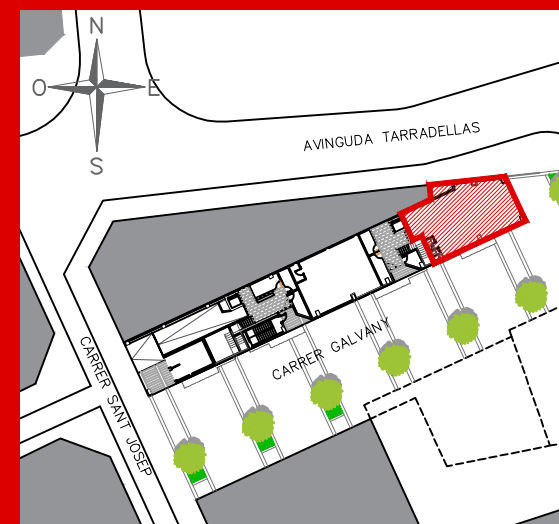 N
O
E
S
AVINGUDA TARRADELLAS
CARRER GALVANY
CARRER SANT JOSEP